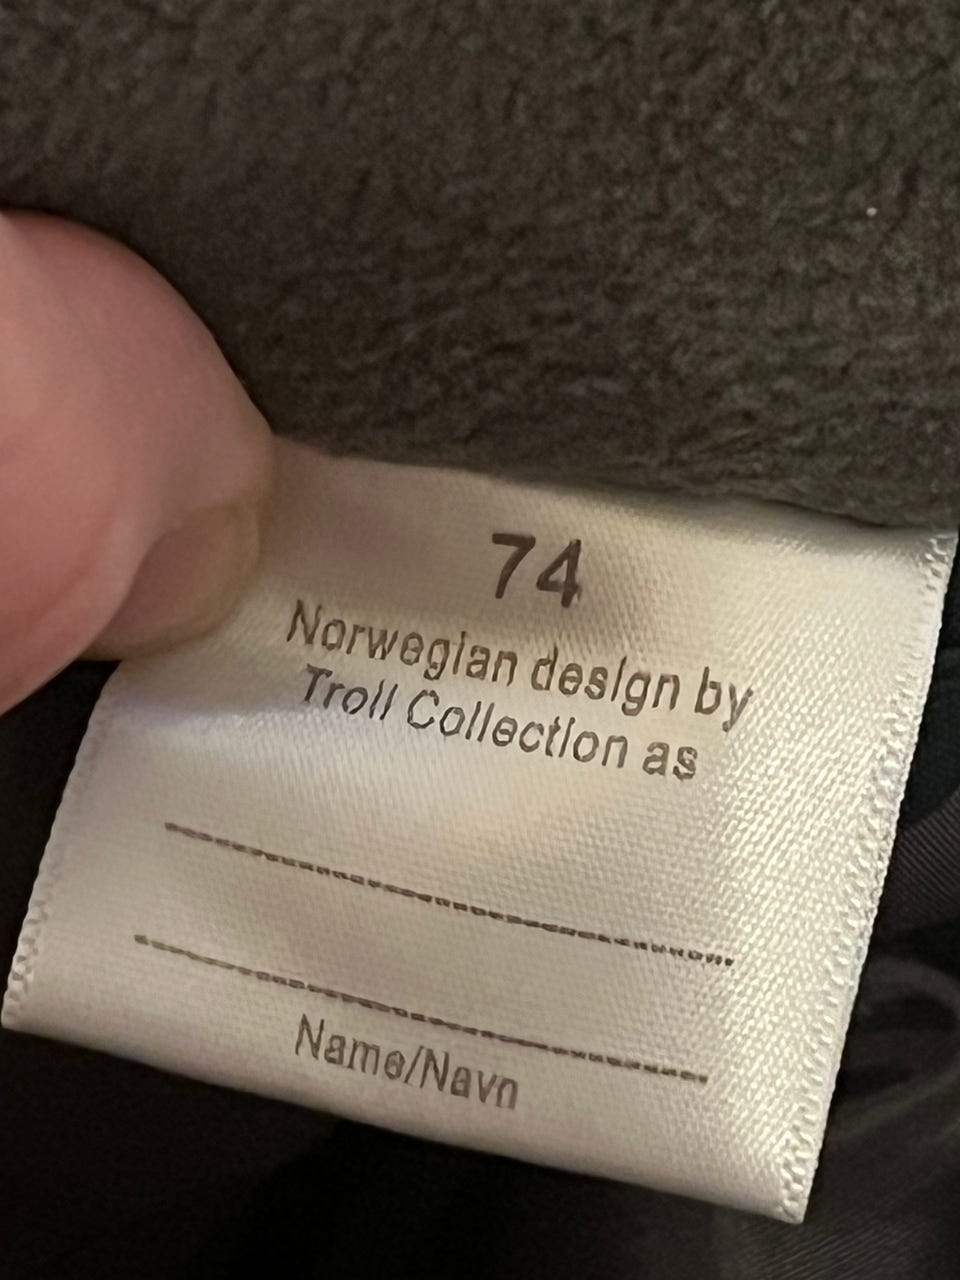 74
Norwegian design by
Troll Collection as
Name/Navn